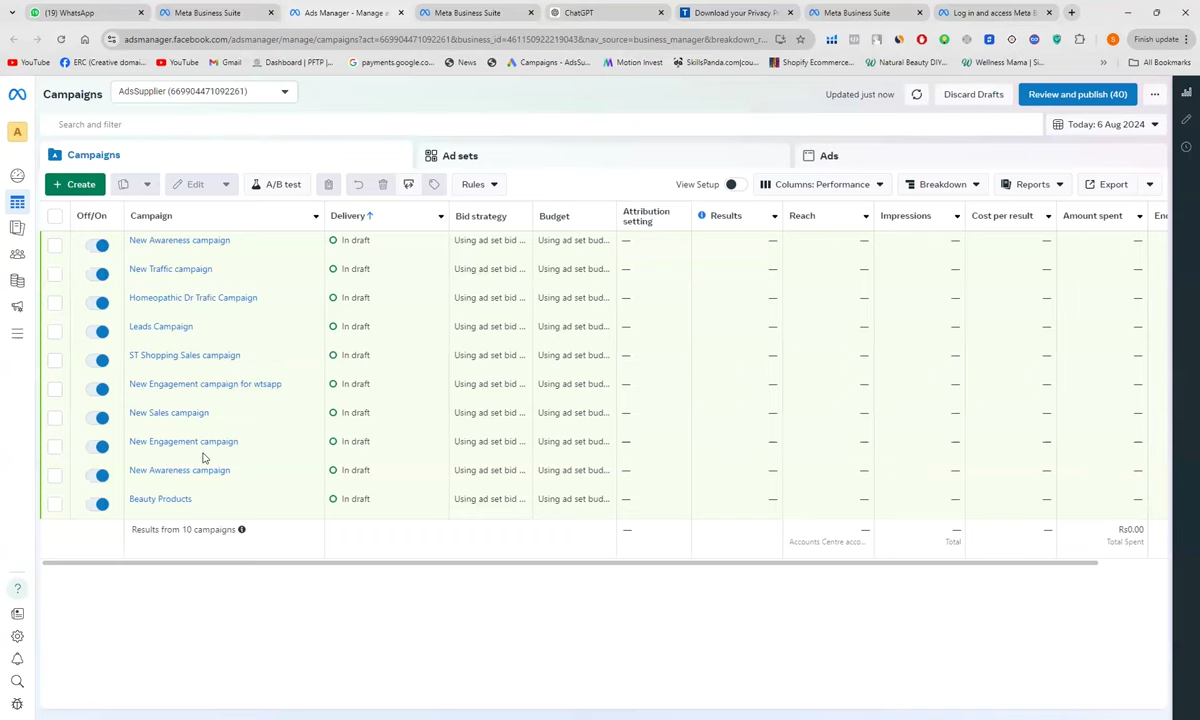 (19) WhatsApp
Meta Business Suite
Ads Manager - Manage a
Meta Business Suite
ChatGPT
Download your Privacy P
Meta Business Suite
Log in and access Meta B
adsmanager.facebook.com/adsmanager/manage/campaigns?act=669904471092261&business_id=461150922219043&nav_source=business_manager&breakdown_r...
S
Finish update
YouTube
ERC (Creative domai...
YouTube
Gmail
Dashboard | PFTP |...
payments.google.co...
News
Campaigns - AdsSu...
Motion Invest
SkillsPanda.com|cou...
Shopify Ecommerce...
Natural Beauty DIY...
Wellness Mama | Si...
All Bookmarks
Campaigns
AdsSupplier (669904471092261)
Updated just now
Discard Drafts
Review and publish (40)
A
Search and filter
Today: 6 Aug 2024
Campaigns
Ad sets
Ads
+ Create
Edit
A/B test
Rules
View Setup
Columns: Performance
Breakdown
Reports
Export
Off/On
Campaign
Delivery↑
Bid strategy
Budget
Attribution
setting
Results
Reach
Impressions
Cost per result
Amount spent
En
New Awareness campaign In draft Using ad set bid ... Using ad set bud... — — — — — —
New Traffic campaign In draft Using ad set bid ... Using ad set bud... — — — — — —
Homeopathic Dr Trafic Campaign In draft Using ad set bid ... Using ad set bud... — — — — — —
Leads Campaign In draft Using ad set bid ... Using ad set bud... — — — — — —
ST Shopping Sales campaign In draft Using ad set bid ... Using ad set bud... — — — — — —
New Engagement campaign for wtsapp In draft Using ad set bid ... Using ad set bud... — — — — — —
New Sales campaign In draft Using ad set bid ... Using ad set bud... — — — — — —
New Engagement campaign In draft Using ad set bid ... Using ad set bud... — — — — — —
New Awareness campaign In draft Using ad set bid ... Using ad set bud... — — — — — —
Beauty Products In draft Using ad set bid ... Using ad set bud... — — — — — —
Results from 10 campaigns — — — — Rs0.00
Accounts Centre acco... Total Total Spent